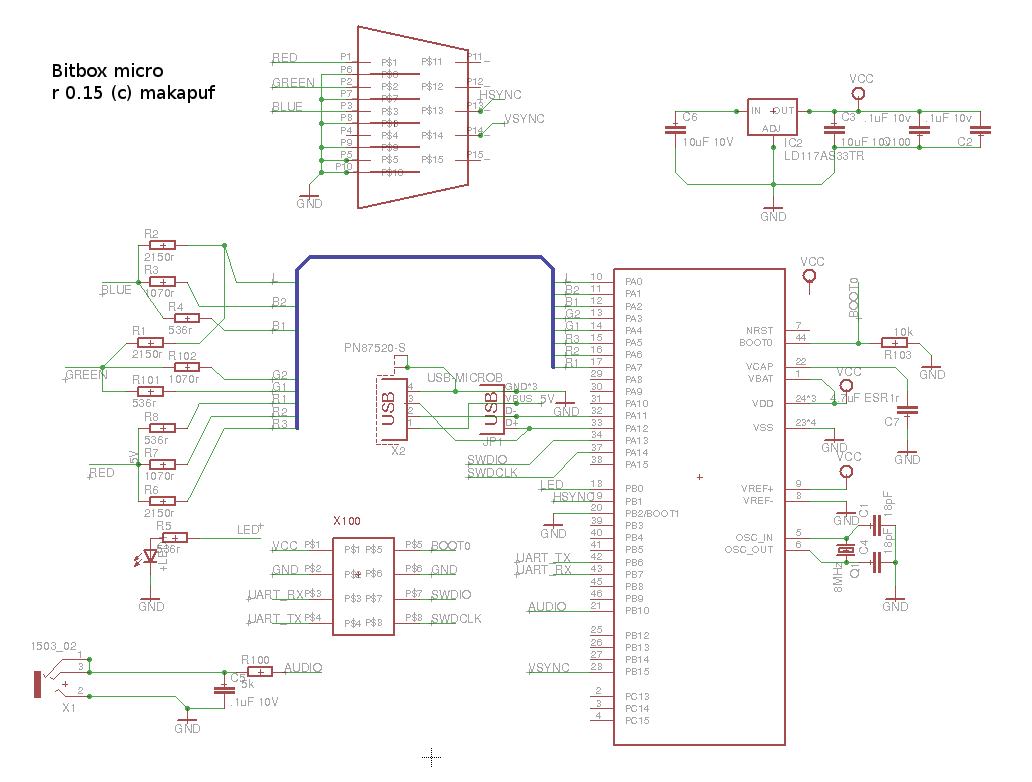 Bitbox micro
r 0.15 (c) makapuf
RED
GREEN
BLUE
P1
P6
P2
P7
P3
P8
P4
P9
P5
P10
P$1
P$2
P$3
P$4
P$5
P$11
P$12
P$13
P$14
P$15
P11
P12
P13
P14
P15
HSYNC
VSYNC
GND
VCC
C6
10uF 10V
IN
OUT
ADJ
IC2
LD117AS33TR
C3
10uF
.1uF 10v
.1uF 10v
C2
GND
R2
2150r
R3
1070r
BLUE
R4
536r
R1
2150r
R102
1070r
GREEN
R101
536r
R8
536r
R7
1070r
5V
RED
R6
2150r
R5
536r
LED
GND
L
B2
B1
G2
G1
R1
R2
R3
L
B2
B1
G2
G1
R3
R2
R1
PN87520-S
USB
X2
4
3
2
1
USB-MICROB
USB
JP1
GND*3
VBUS
D-
D+
5V
GND
SWDIO
SWDCLK
LED
HSYNC
GND
UART_TX
UART_RX
AUDIO
VSYNC
10 PA0
11 PA1
12 PA2
13 PA3
14 PA4
15 PA5
16 PA6
17 PA7
29 PA8
30 PA9
31 PA10
32 PA11
33 PA12
34 PA13
37 PA14
38 PA15
18 PB0
19 PB1
20 PB2/BOOT1
39 PB3
40 PB4
41 PB5
42 PB6
43 PB7
45 PB8
46 PB9
21 PB10
25 PB12
26 PB13
27 PB14
28 PB15
2 PC13
3 PC14
4 PC15
NRST 7
BOOT0 44
VCAP 22
VBAT 1
VDD 24*3
VSS 23*4
VREF+ 9
VREF- 8
OSC_IN 5
OSC_OUT 6
VCC
BOOT0
10k
R103
GND
VCC
ESR1r
C7
GND
GND
VCC
GND
C1
18pF
C4
18pF
8MHz
Q1
GND
X100
VCC
GND
UART_RX
UART_TX
P$1
P$2
P$3
P$4
P$1 P$5
P$6
P$3 P$7
P$4 P$8
P$5
P$6
P$7
P$8
BOOT0
GND
SWDIO
SWDCLK
1503_02
1
3
2
X1
R100
5k
AUDIO
C5
.1uF 10V
GND